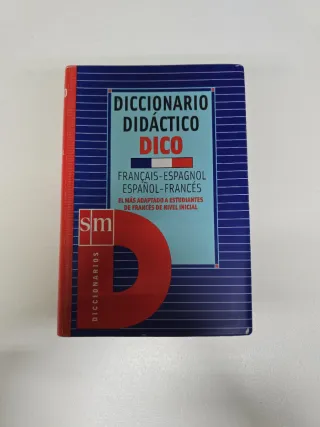 DICCIONARIO
DIDÁCTICO
DICO
FRANÇAIS-ESPAGNOL
ESPAÑOL-FRANCÉS
EL MÁS ADAPTADO A ESTUDIANTES
DE FRANCÉS DE NIVEL INICIAL
sm
DICCIONARIOS